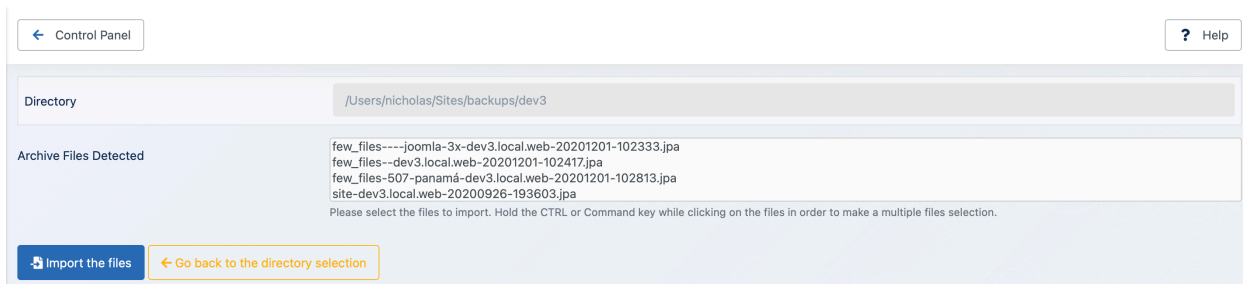 Control Panel
? Help
Directory
/Users/nicholas/Sites/backups/dev3
Archive Files Detected
few_files----joomla-3x-dev3.local.web-20201201-102333.jpa
few_files--dev3.local.web-20201201-102417.jpa
few_files-507-panamá-dev3.local.web-20201201-102813.jpa
site-dev3.local.web-20200926-193603.jpa
Please select the files to import. Hold the CTRL or Command key while clicking on the files in order to make a multiple files selection.
Import the files
Go back to the directory selection